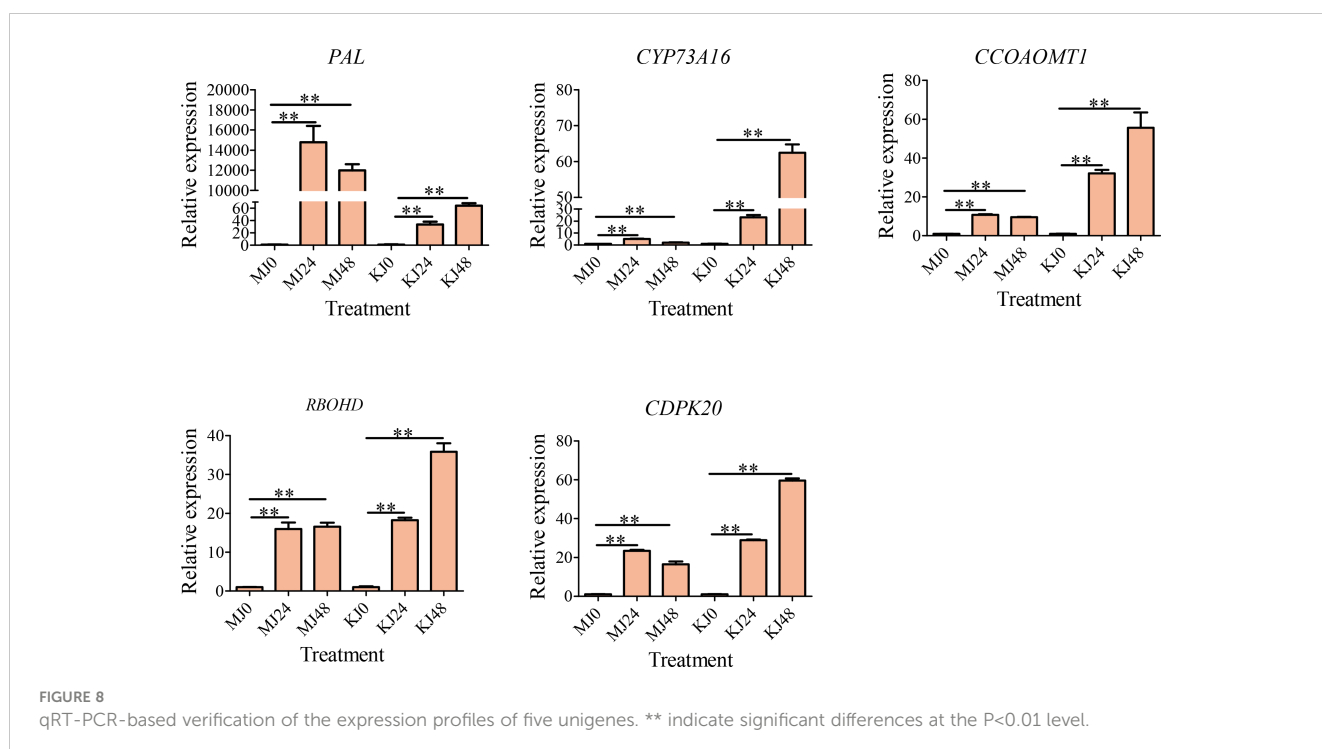 PAL
Relative expression
20000
18000
16000
14000
12000
10000
60
40
20
0
**
**
**
**
MJ0
MJ24
MJ48
KJ0
KJ24
KJ48
Treatment
CYP73A16
Relative expression
80
70
60
50
30
20
10
0
**
**
**
**
MJ0
MJ24
MJ48
KJ0
KJ24
KJ48
Treatment
CCOAOMT1
Relative expression
80
60
40
20
0
**
**
**
**
MJ0
MJ24
MJ48
KJ0
KJ24
KJ48
Treatment
RBOHD
Relative expression
40
30
20
10
0
**
**
**
**
MJ0
MJ24
MJ48
KJ0
KJ24
KJ48
Treatment
CDPK20
Relative expression
80
60
40
20
0
**
**
**
**
MJ0
MJ24
MJ48
KJ0
KJ24
KJ48
Treatment
FIGURE 8
qRT-PCR-based verification of the expression profiles of five unigenes. ** indicate significant differences at the P<0.01 level.